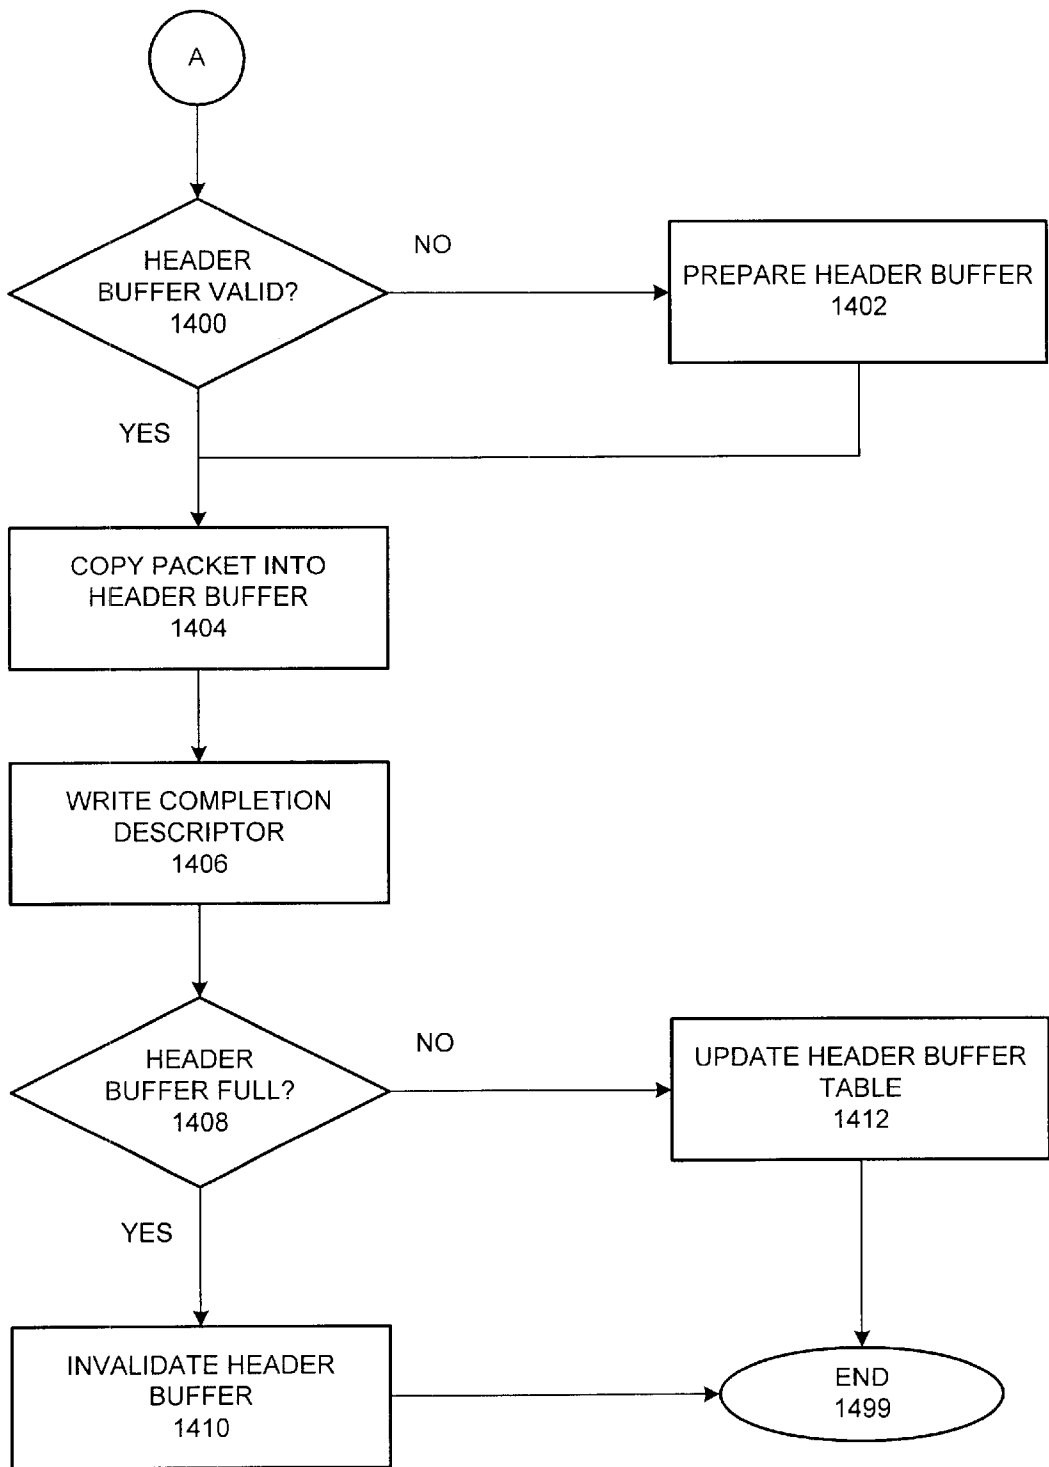 A
HEADER
BUFFER VALID?
1400
NO
PREPARE HEADER BUFFER
1402
YES
COPY PACKET INTO
HEADER BUFFER
1404
WRITE COMPLETION
DESCRIPTOR
1406
HEADER
BUFFER FULL?
1408
NO
UPDATE HEADER BUFFER
TABLE
1412
YES
INVALIDATE HEADER
BUFFER
1410
END
1499